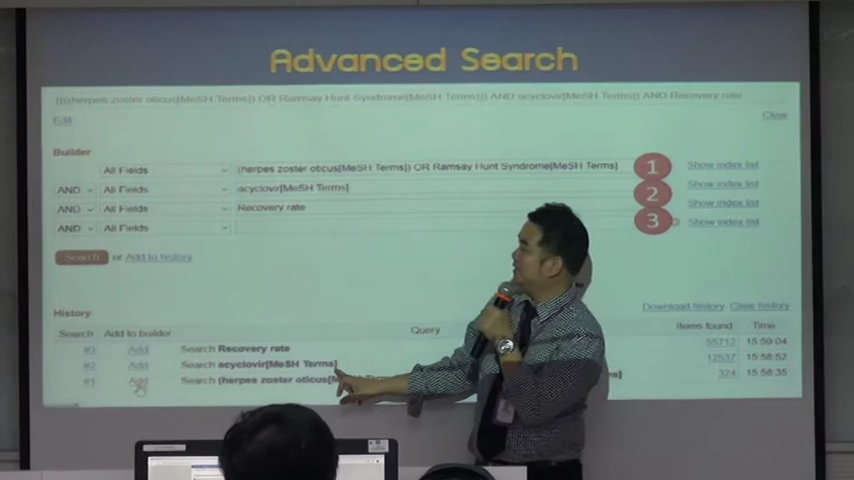 Advanced Search
((((herpes zoster oticus[MeSH Terms]) OR Ramsay Hunt Syndrome[MeSH Terms])) AND acyclovir[MeSH Terms]) AND Recovery rate
Edit Clear
Builder
All Fields (herpes zoster oticus[MeSH Terms]) OR Ramsay Hunt Syndrome[MeSH Terms] 1 Show index list
AND All Fields acyclovir[MeSH Terms] 2 Show index list
AND All Fields Recovery rate Show index list
AND All Fields 3 Show index list
Search or Add to history
History Download history Clear history
Search Add to builder Query Items found Time
#3 Add Search Recovery rate 55712 15:59:04
#2 Add Search acyclovir[MeSH Terms] 12537 15:58:52
#1 Add Search (herpes zoster oticus[ 324 15:58:35